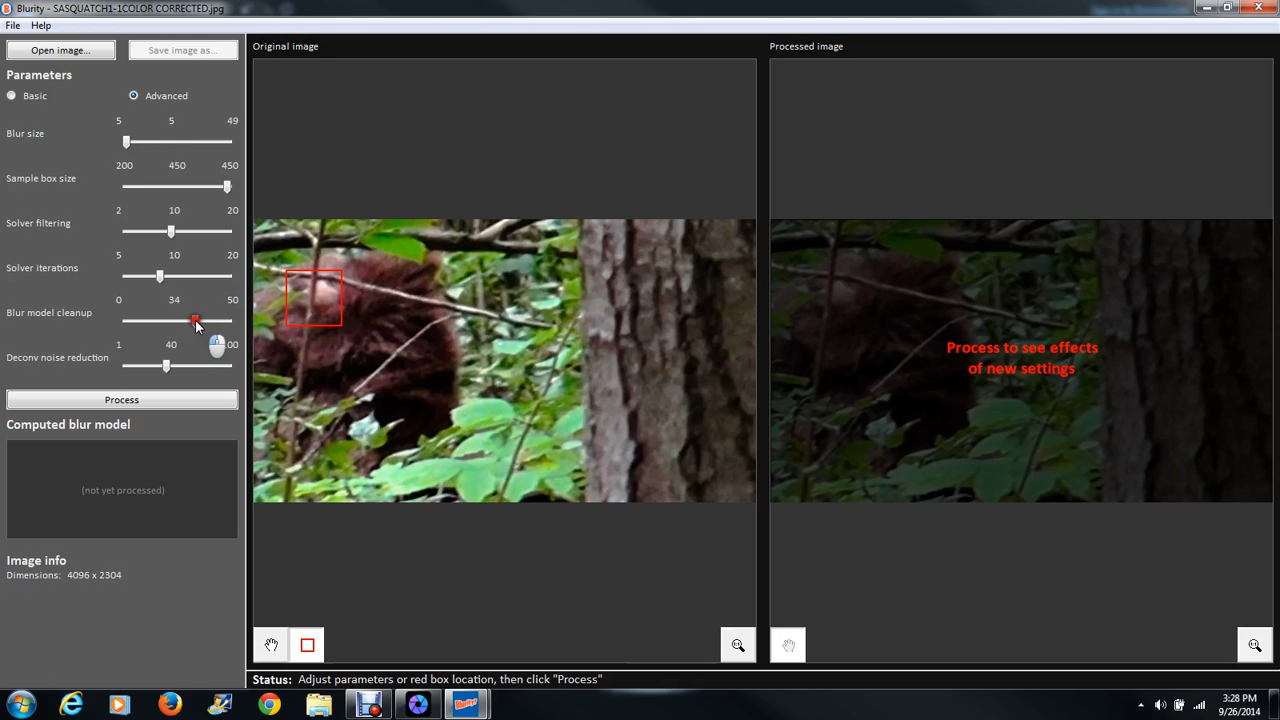 Blurity - SASQUATCH1-1COLOR CORRECTED.jpg
File Help
Open image... Save image as...
Parameters
Basic Advanced
5 5 49
Blur size
200 450 450
Sample box size
2 10 20
Solver filtering
5 10 20
Solver iterations
0 34 50
Blur model cleanup
1 40 00
Deconv noise reduction
Process
Computed blur model
(not yet processed)
Image info
Dimensions: 4096 x 2304
Original image
Processed image
Process to see effects
of new settings
Status: Adjust parameters or red box location, then click "Process"
Blurity!
3:28 PM
9/26/2014